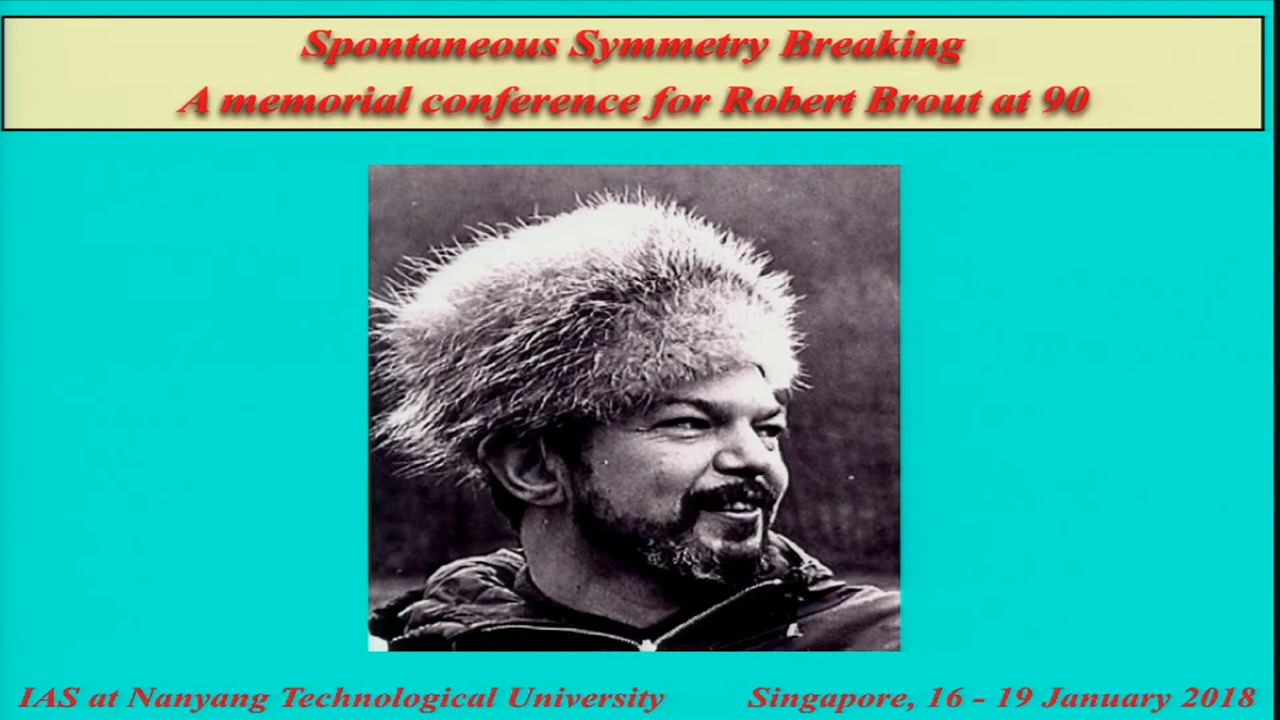 Spontaneous Symmetry Breaking
A memorial conference for Robert Brout at 90
IAS at Nanyang Technological University
Singapore, 16 - 19 January 2018